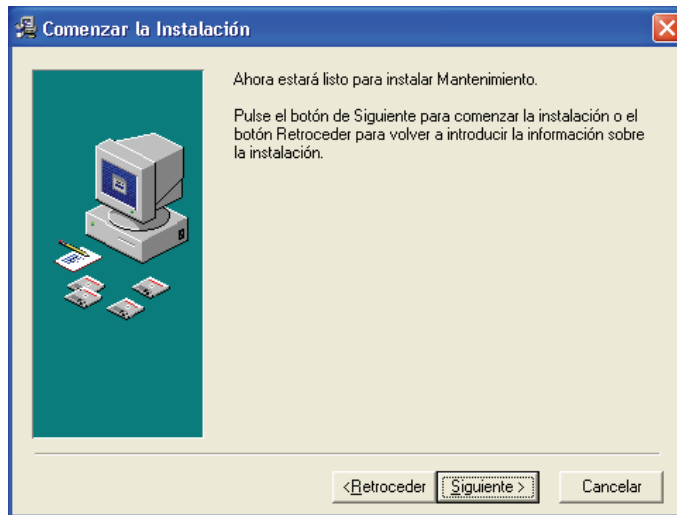 Comenzar la Instalación
Ahora estará listo para instalar Mantenimiento.
Pulse el botón de Siguiente para comenzar la instalación o el
botón Retroceder para volver a introducir la información sobre
la instalación.
<Retroceder
Siguiente >
Cancelar